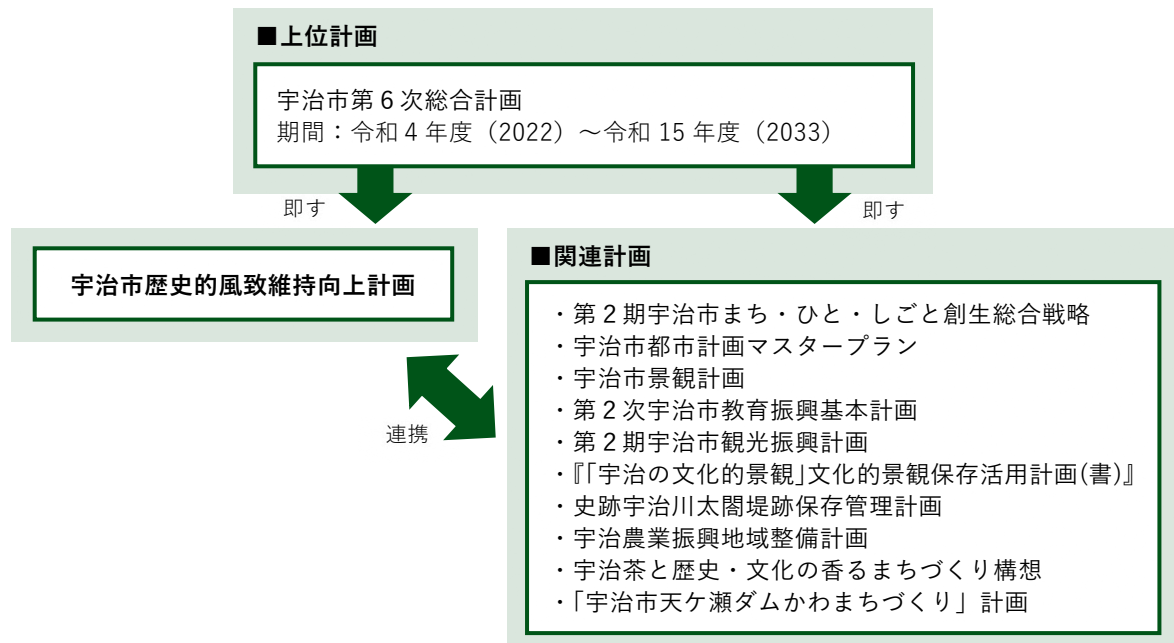 ■上位計画
宇治市第６次総合計画
期間：令和４年度（2022）～令和 15 年度（2033）
即す
即す
宇治市歴史的風致維持向上計画
連携
■関連計画
・第２期宇治市まち・ひと・しごと創生総合戦略
・宇治市都市計画マスタープラン
・宇治市景観計画
・第２次宇治市教育振興基本計画
・第２期宇治市観光振興計画
・『「宇治の文化的景観」文化的景観保存活用計画(書)』
・史跡宇治川太閤堤跡保存管理計画
・宇治農業振興地域整備計画
・宇治茶と歴史・文化の香るまちづくり構想
・「宇治市天ケ瀬ダムかわまちづくり」計画